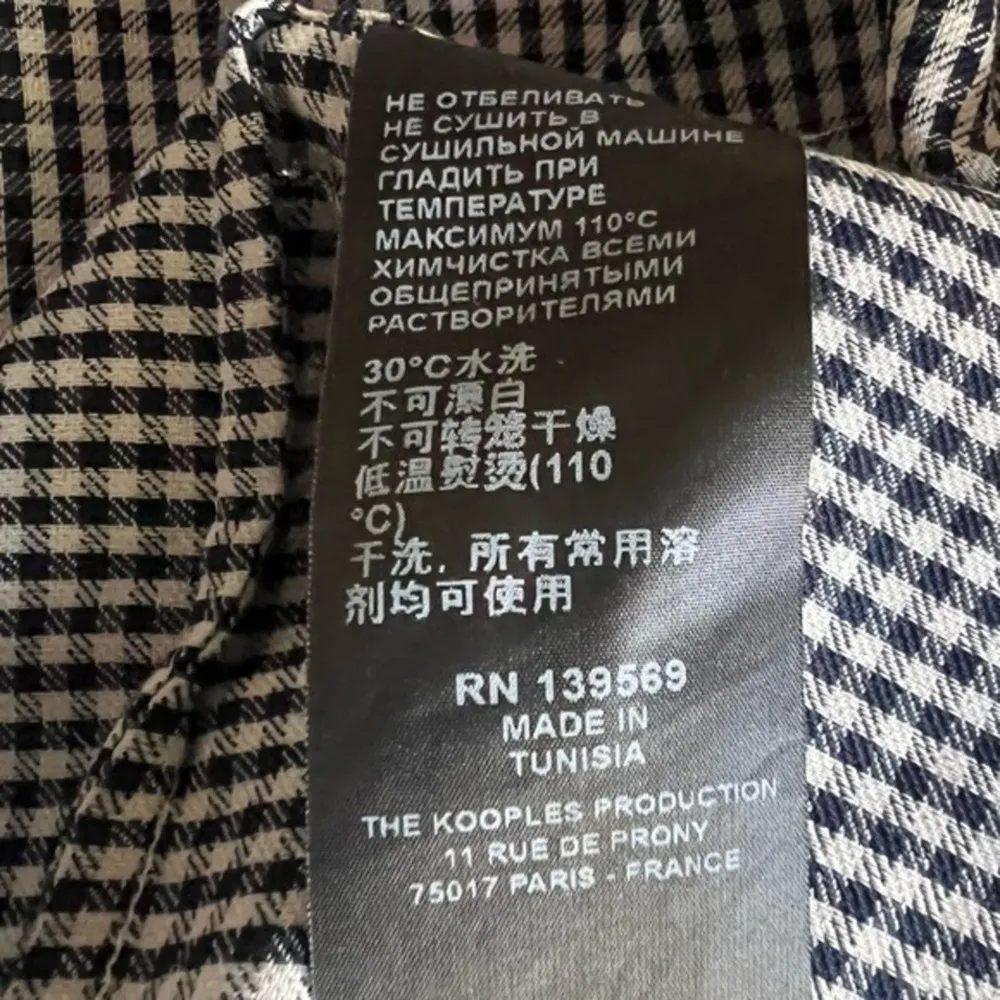 НЕ ОТБЕЛИВАТЬ
НЕ СУШИТЬ В
СУШИЛЬНОЙ МАШИНЕ
ГЛАДИТЬ ПРИ
ТЕМПЕРАТУРЕ
МАКСИМУМ 110°C
ХИМЧИСТКА ВСЕМИ
ОБЩЕПРИНЯТЫМИ
РАСТВОРИТЕЛЯМИ
30°C水洗
不可漂白
不可转笼干燥
低温熨烫(110
°C)
干洗, 所有常用溶
剂均可使用
RN 139569
MADE IN
TUNISIA
THE KOOPLES PRODUCTION
11 RUE DE PRONY
75017 PARIS - FRANCE